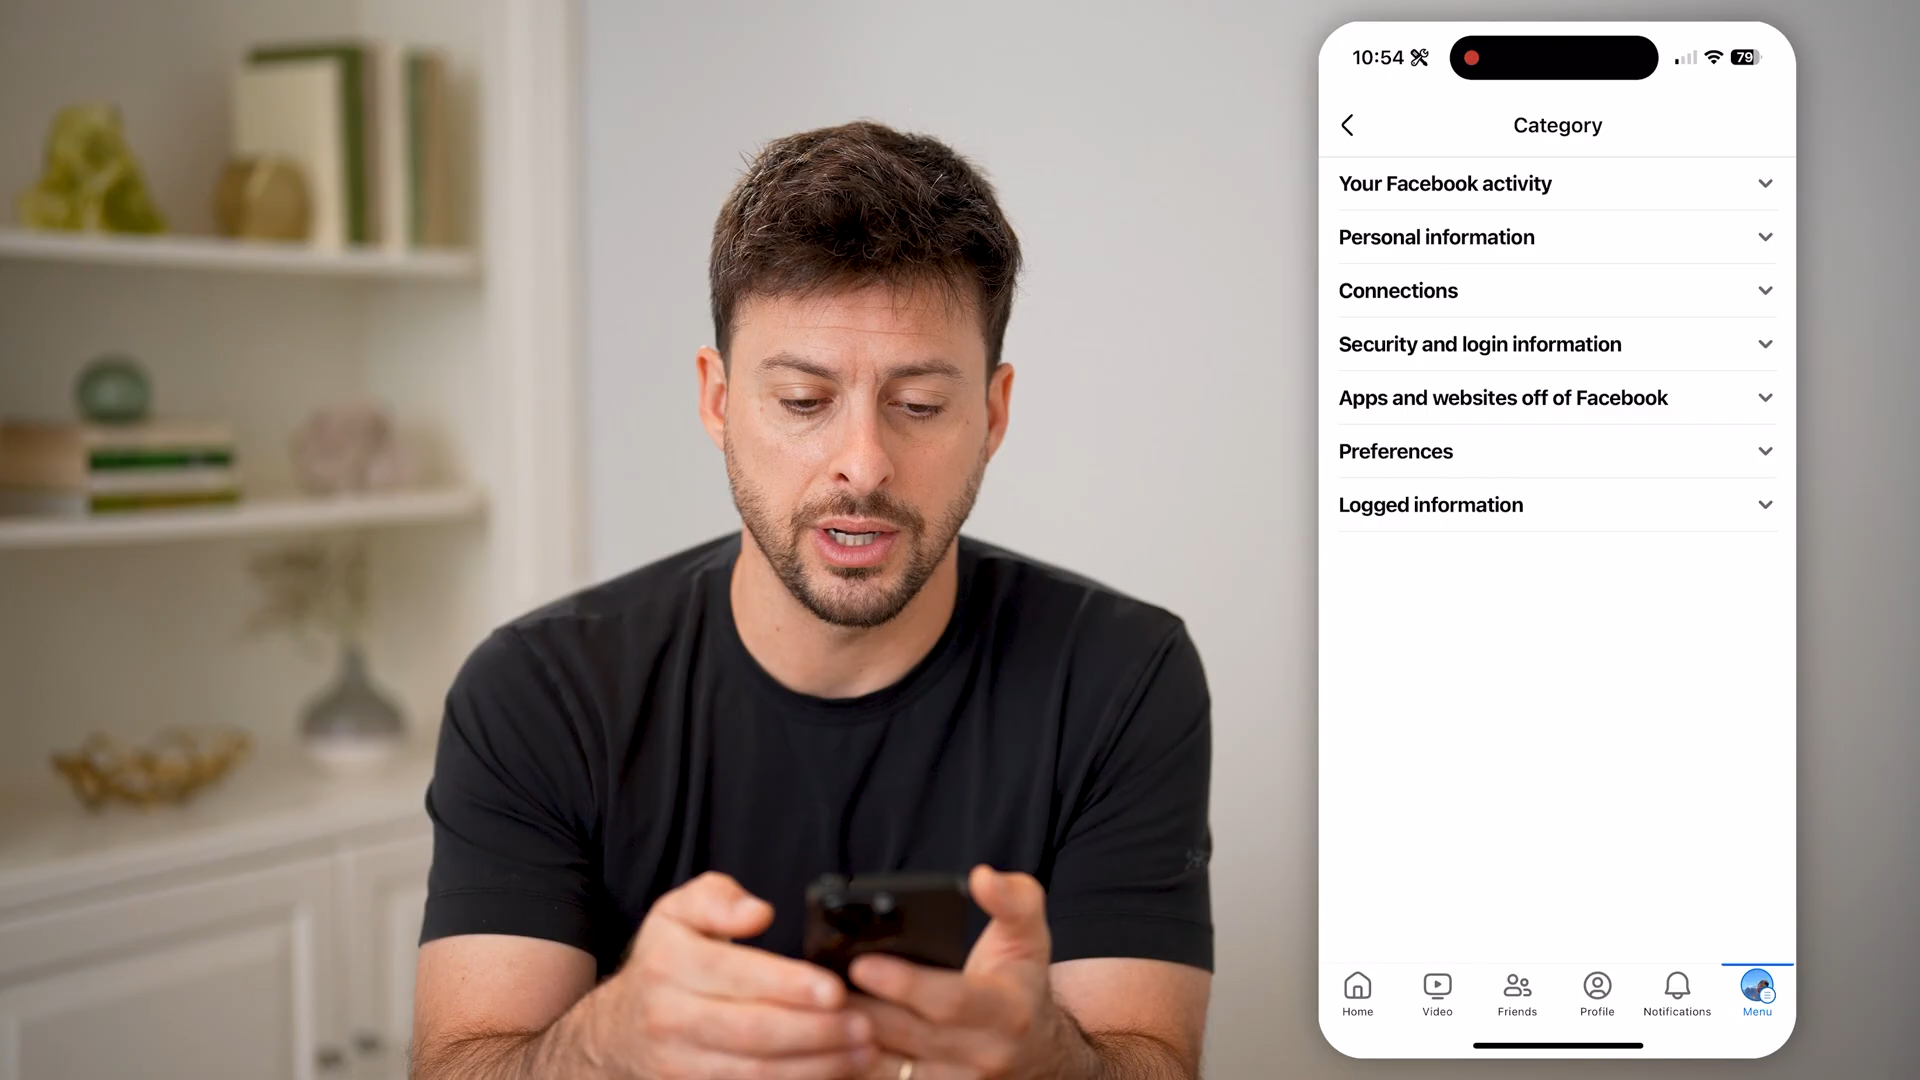 10:54
79
Category
Your Facebook activity
Personal information
Connections
Security and login information
Apps and websites off of Facebook
Preferences
Logged information
Home
Video
Friends
Profile
Notifications
Menu